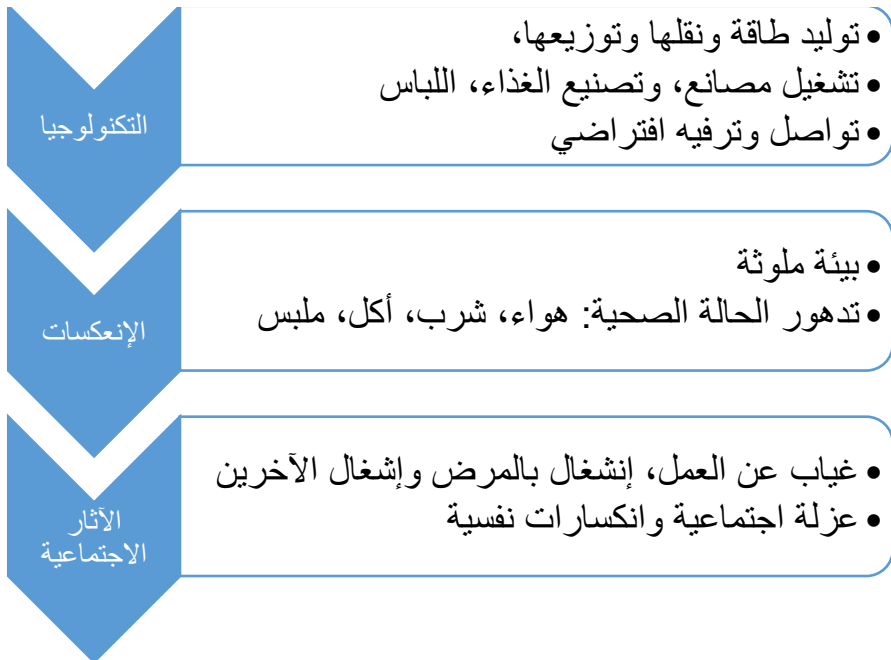 التكنولوجيا
• توليد طاقة ونقلها وتوزيعها،
• تشغيل مصانع، وتصنيع الغذاء، اللباس
• تواصل وترفيه افتراضي
الإنعكسات
• بيئة ملوثة
• تدهور الحالة الصحية: هواء، شرب، أكل، ملبس
الآثار
الاجتماعية
• غياب عن العمل، إنشغال بالمرض وإشغال الآخرين
• عزلة اجتماعية وانكسارات نفسية